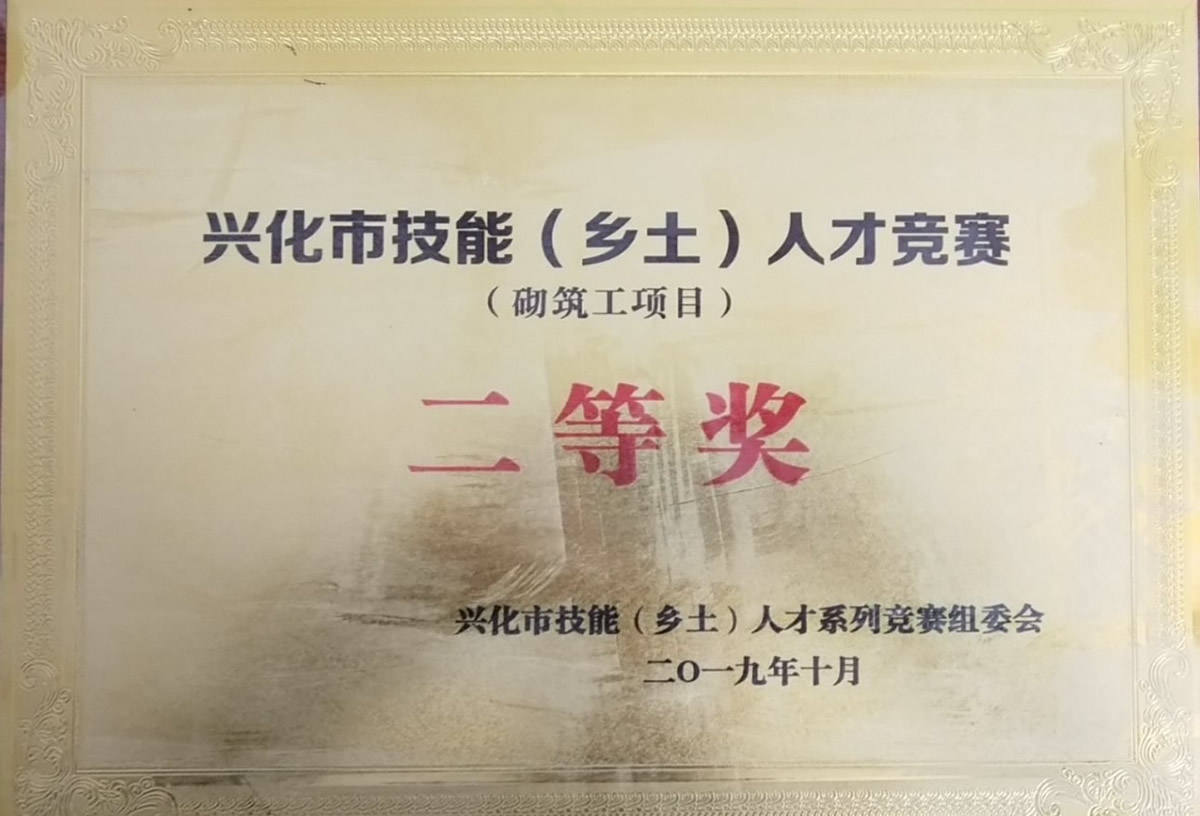 兴化市技能（乡土）人才竞赛
（砌筑工项目）
二等奖
兴化市技能（乡土）人才系列竞赛组委会
二O一九年十月